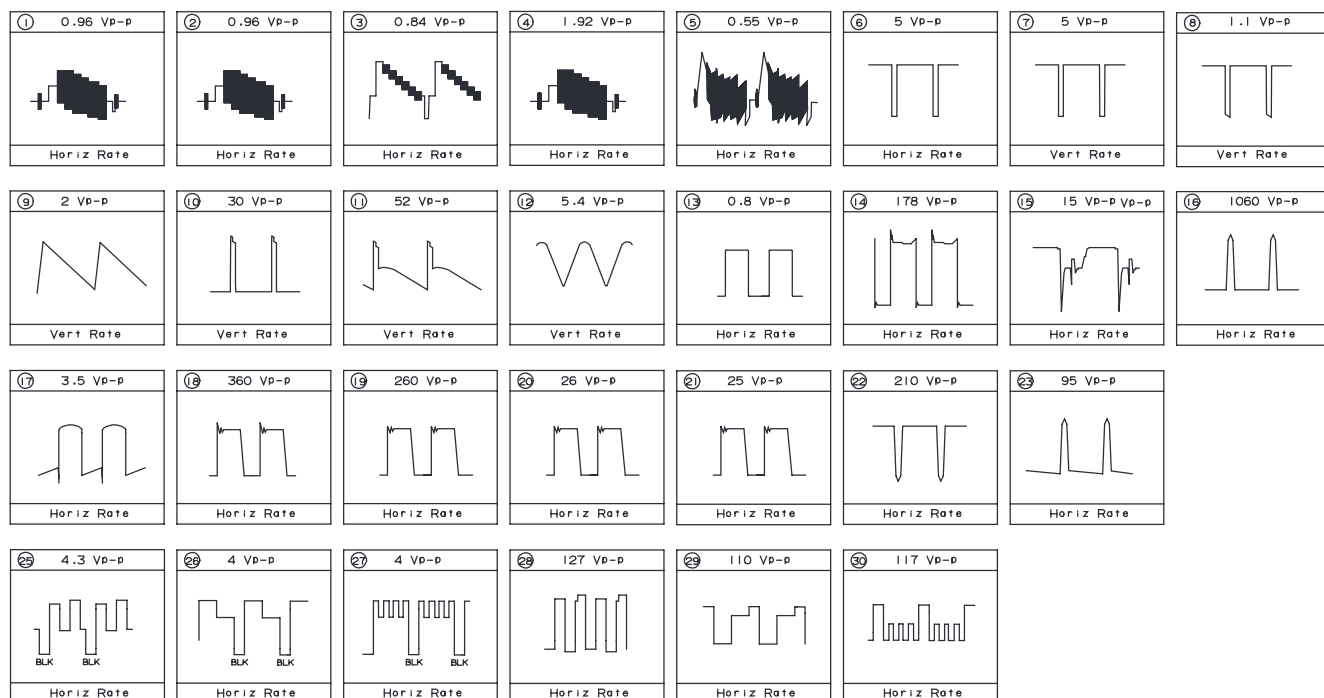 ① 0.96 Vp-p
② 0.96 Vp-p
③ 0.84 Vp-p
④ 1.92 Vp-p
⑤ 0.55 Vp-p
⑥ 5 Vp-p
⑦ 5 Vp-p
⑧ 1.1 Vp-p
Horiz Rate
Horiz Rate
Horiz Rate
Horiz Rate
Horiz Rate
Horiz Rate
Vert Rate
Vert Rate
⑨ 2 Vp-p
⑩ 30 Vp-p
⑪ 52 Vp-p
⑫ 5.4 Vp-p
⑬ 0.8 Vp-p
⑭ 178 Vp-p
⑮ 15 Vp-p Vp-p
⑯ 1060 Vp-p
Vert Rate
Vert Rate
Vert Rate
Vert Rate
Horiz Rate
Horiz Rate
Horiz Rate
Horiz Rate
⑰ 3.5 Vp-p
⑱ 360 Vp-p
⑲ 260 Vp-p
⑳ 26 Vp-p
㉑ 25 Vp-p
㉒ 210 Vp-p
㉓ 95 Vp-p
Horiz Rate
Horiz Rate
Horiz Rate
Horiz Rate
Horiz Rate
Horiz Rate
Horiz Rate
㉕ 4.3 Vp-p
㉖ 4 Vp-p
㉗ 4 Vp-p
㉘ 127 Vp-p
㉙ 110 Vp-p
㉚ 117 Vp-p
BLK BLK
BLK BLK
BLK BLK
Horiz Rate
Horiz Rate
Horiz Rate
Horiz Rate
Horiz Rate
Horiz Rate